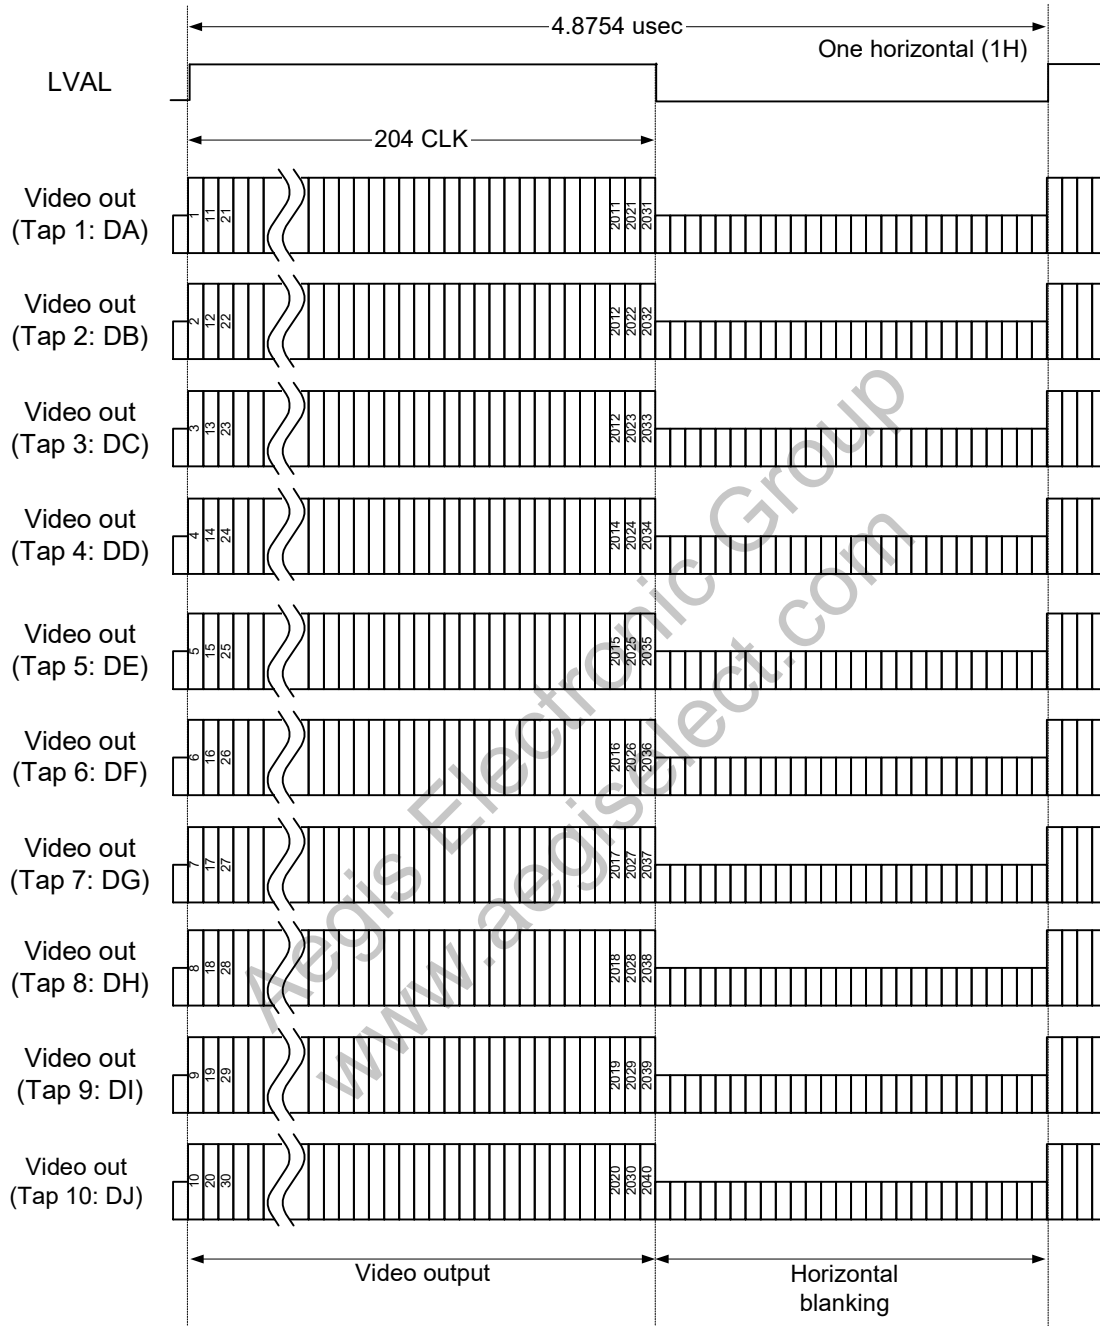 4.8754 usec
One horizontal (1H)
LVAL
204 CLK
Video out
(Tap 1: DA)
1 11 21 2011 2021 2031
Video out
(Tap 2: DB)
2 12 22 2012 2022 2032
Video out
(Tap 3: DC)
3 13 23 2012 2023 2033
Video out
(Tap 4: DD)
4 14 24 2014 2024 2034
Video out
(Tap 5: DE)
5 15 25 2015 2025 2035
Video out
(Tap 6: DF)
6 16 26 2016 2026 2036
Video out
(Tap 7: DG)
7 17 27 2017 2027 2037
Video out
(Tap 8: DH)
8 18 28 2018 2028 2038
Video out
(Tap 9: DI)
9 19 29 2019 2029 2039
Video out
(Tap 10: DJ)
10 20 30 2020 2030 2040
Video output
Horizontal
blanking
Aegis Electronic Group
www.aegiselect.com